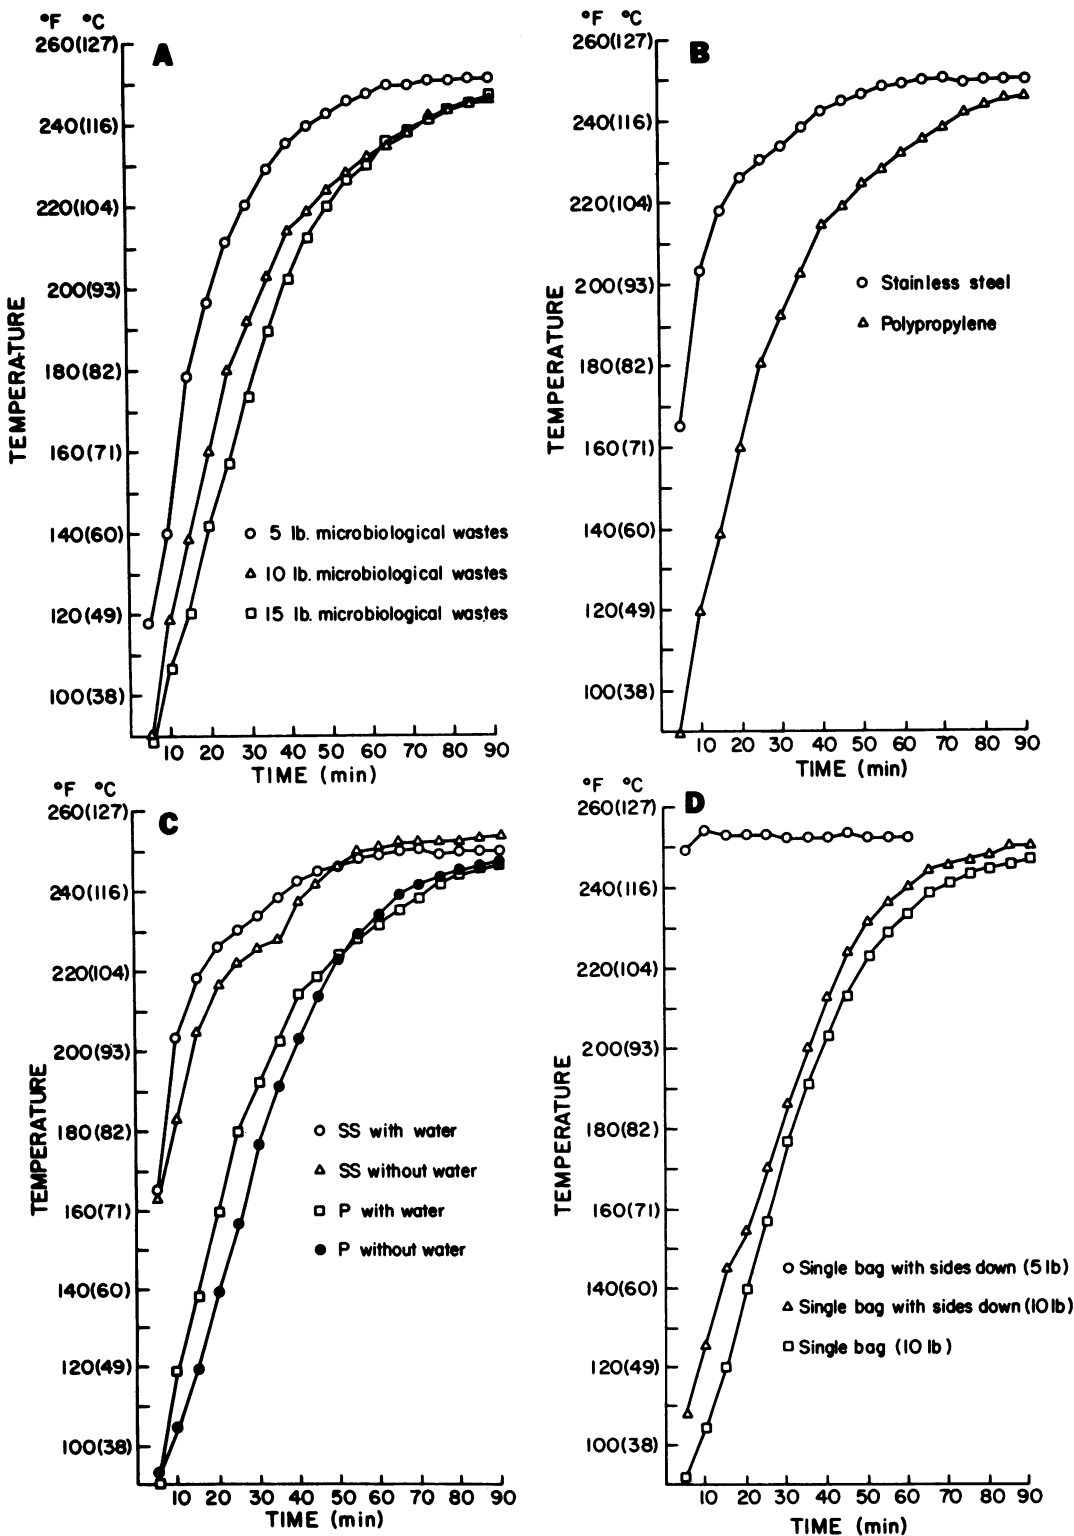 °F °C
A
260(127)
240(116)
220(104)
200(93)
180(82)
160(71)
140(60)
120(49)
100(38)
TEMPERATURE
5 lb. microbiological wastes
10 lb. microbiological wastes
15 lb. microbiological wastes
10 20 30 40 50 60 70 80 90
TIME (min)
°F °C
B
260(127)
240(116)
220(104)
200(93)
180(82)
160(71)
140(60)
120(49)
100(38)
TEMPERATURE
Stainless steel
Polypropylene
10 20 30 40 50 60 70 80 90
TIME (min)
°F °C
C
260(127)
240(116)
220(104)
200(93)
180(82)
160(71)
140(60)
120(49)
100(38)
TEMPERATURE
SS with water
SS without water
P with water
P without water
10 20 30 40 50 60 70 80 90
TIME (min)
°F °C
D
260(127)
240(116)
220(104)
200(93)
180(82)
160(71)
140(60)
120(49)
100(38)
TEMPERATURE
Single bag with sides down (5 lb)
Single bag with sides down (10 lb)
Single bag (10 lb)
10 20 30 40 50 60 70 80 90
TIME (min)